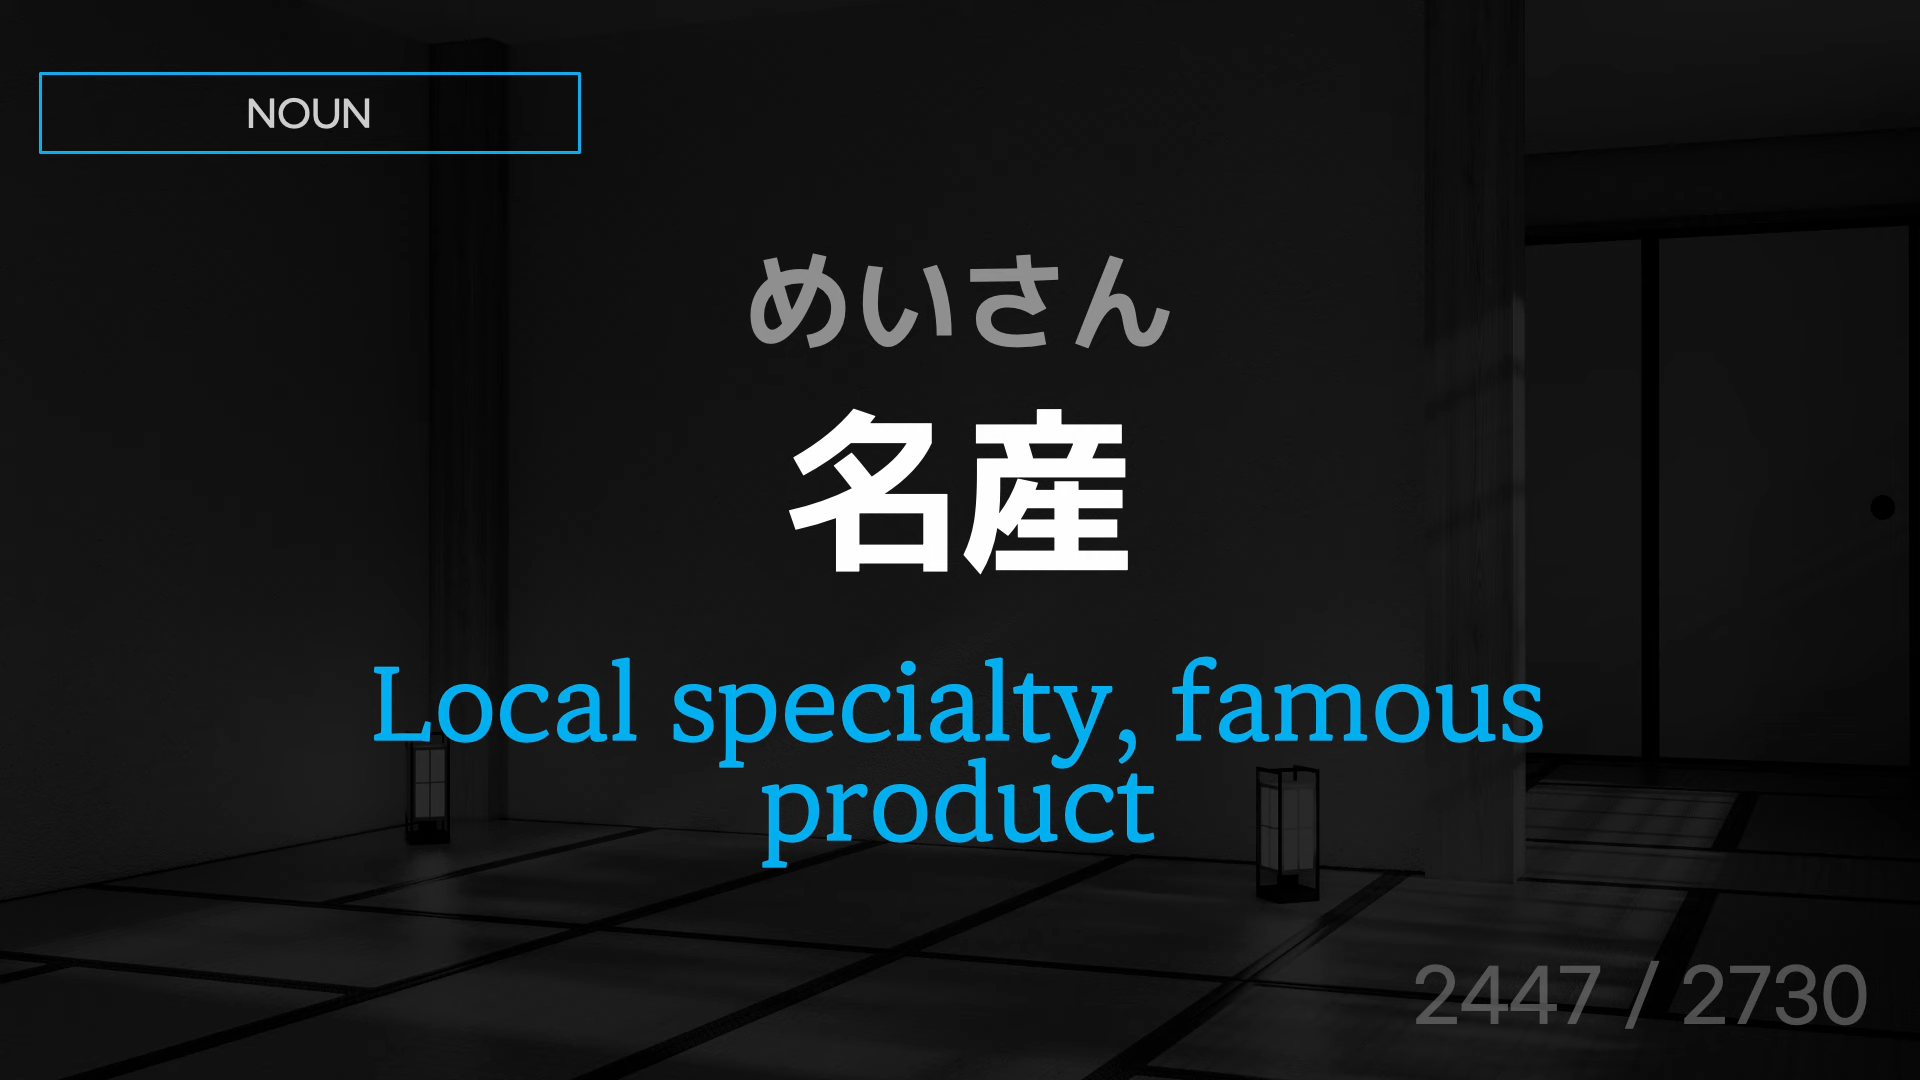 NOUN
めいさん
名産
Local specialty, famous
product
2447 / 2730